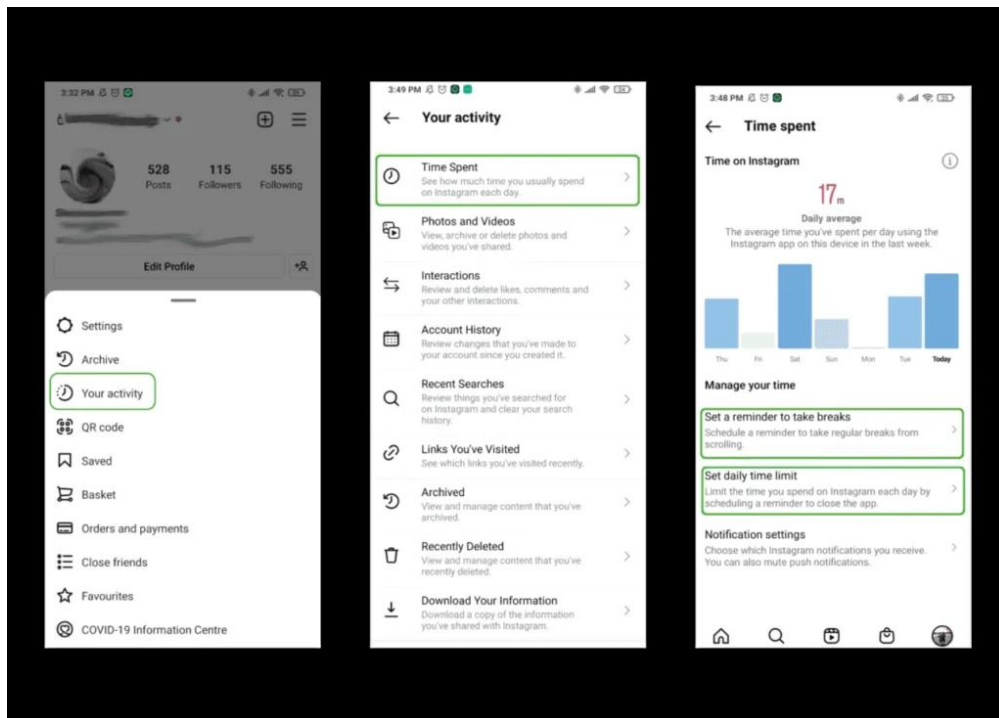 3:32 PM
528
115
555
Posts
Followers
Following
Edit Profile
Settings
Archive
Your activity
QR code
Saved
Basket
Orders and payments
Close friends
Favourites
COVID-19 Information Centre
3:49 PM
Your activity
Time Spent
See how much time you usually spend
on Instagram each day.
Photos and Videos
View, archive or delete photos and
videos you've shared.
Interactions
Review and delete likes, comments and
your other interactions.
Account History
Review changes that you've made to
your account since you created it.
Recent Searches
Review things you've searched for
on Instagram and clear your search
history.
Links You've Visited
See which links you've visited recently.
Archived
View and manage content that you've
archived.
Recently Deleted
View and manage content that you've
recently deleted.
Download Your Information
Download a copy of the information
you've shared with Instagram.
3:48 PM
Time spent
Time on Instagram
17m
Daily average
The average time you've spent per day using the
Instagram app on this device in the last week.
Thu Fri Sat Sun Mon Tue Today
Manage your time
Set a reminder to take breaks
Schedule a reminder to take regular breaks from
scrolling.
Set daily time limit
Limit the time you spend on Instagram each day by
scheduling a reminder to close the app.
Notification settings
Choose which Instagram notifications you receive.
You can also mute push notifications.